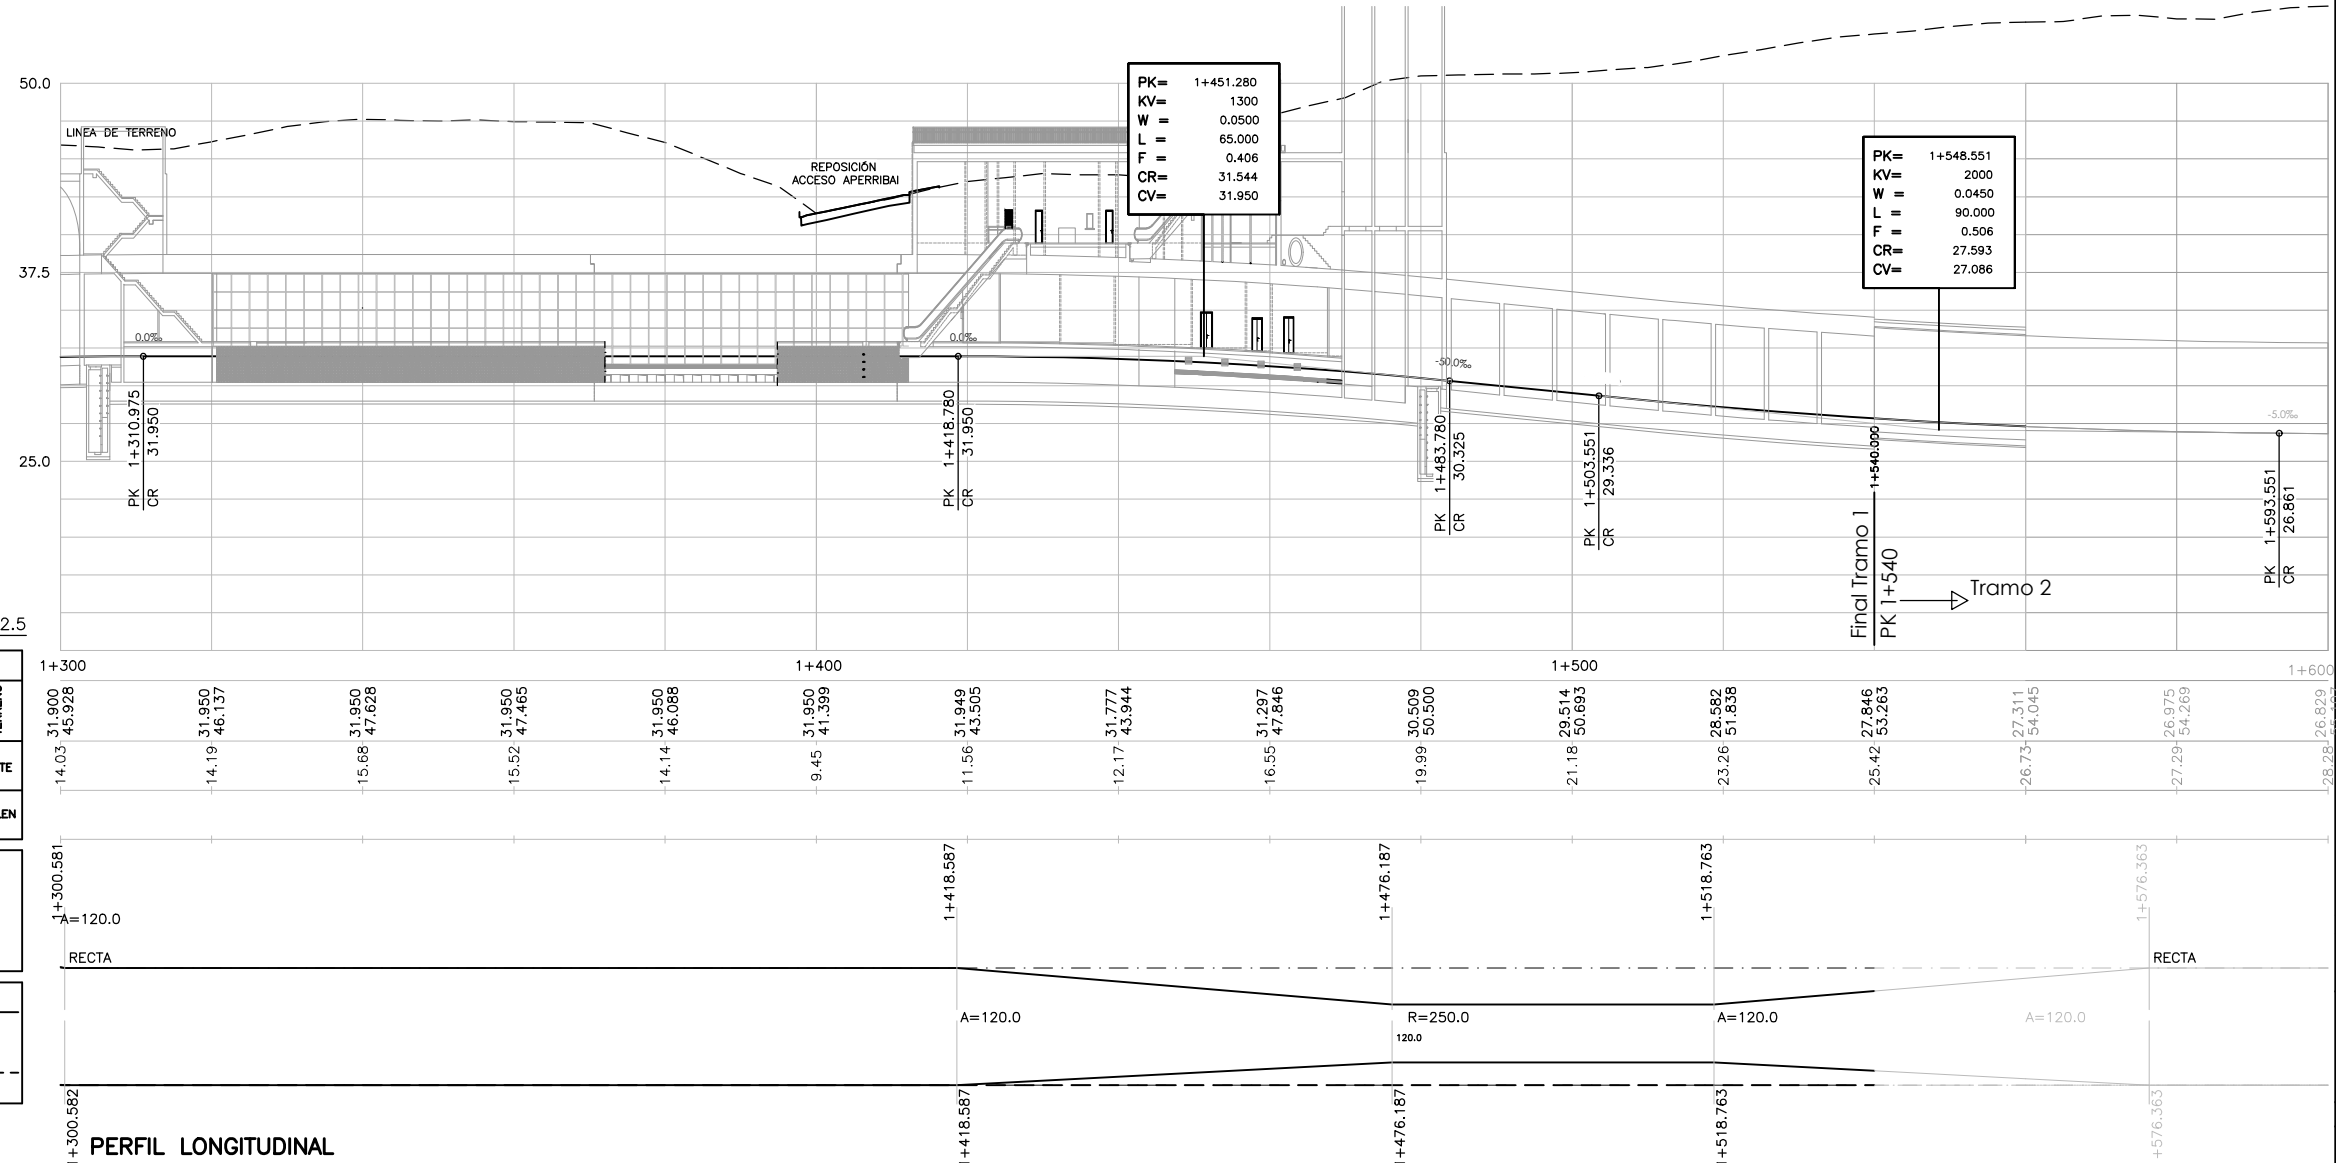 50.0
37.5
25.0
2.5
LINEA DE TERRENO
REPOSICIÓN
ACCESO APERRIBAI
PK= 1+451.280
KV= 1300
W = 0.0500
L = 65.000
F = 0.406
CR= 31.544
CV= 31.950
PK= 1+548.551
KV= 2000
W = 0.0450
L = 90.000
F = 0.506
CR= 27.593
CV= 27.086
0.0‰
0.0‰
-50.0‰
-5.0‰
PK 1+310.975
CR 31.950
PK 1+418.780
CR 31.950
PK 1+483.780
CR 30.325
PK 1+503.551
CR 29.336
1+540.000
Final Tramo 1
PK 1+540
Tramo 2
PK 1+593.551
CR 26.861
1+300 1+400 1+500 1+600
31.900 31.950 31.950 31.950 31.950 31.950 31.949 31.777 31.297 30.509 29.514 28.582 27.846 27.311 26.975 26.829
45.928 46.137 47.628 47.465 46.088 41.399 43.505 43.944 47.846 50.500 50.693 51.838 53.263 54.045 54.269
TE
14.03 14.19 15.68 15.52 14.14 9.45 11.56 12.17 16.55 19.99 21.18 23.26 25.42 26.73 27.29 28.28
LEN
1+300.581 1+418.587 1+476.187 1+518.763 1+576.363
A=120.0
RECTA RECTA
A=120.0 R=250.0 A=120.0 A=120.0
120.0
1+300.582 1+418.587 1+476.187 1+518.763 1+576.363
PERFIL LONGITUDINAL